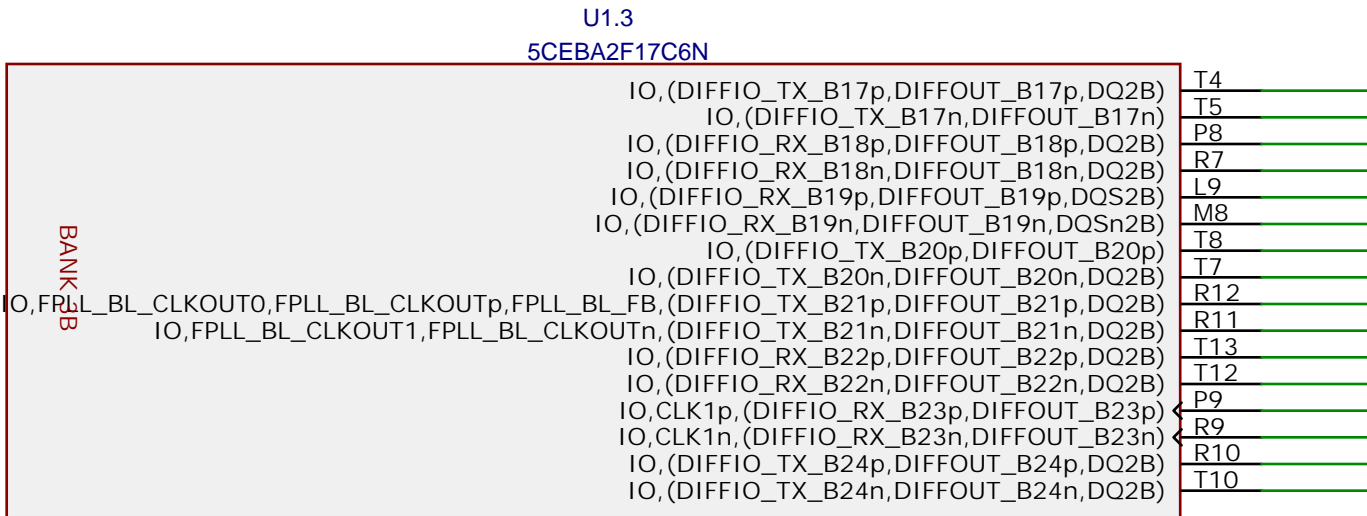 U1.3
5CEBA2F17C6N
IO,(DIFFIO_TX_B17p,DIFFOUT_B17p,DQ2B) T4
IO,(DIFFIO_TX_B17n,DIFFOUT_B17n) T5
IO,(DIFFIO_RX_B18p,DIFFOUT_B18p,DQ2B) P8
IO,(DIFFIO_RX_B18n,DIFFOUT_B18n,DQ2B) R7
IO,(DIFFIO_RX_B19p,DIFFOUT_B19p,DQS2B) L9
IO,(DIFFIO_RX_B19n,DIFFOUT_B19n,DQSn2B) M8
IO,(DIFFIO_TX_B20p,DIFFOUT_B20p) T8
IO,(DIFFIO_TX_B20n,DIFFOUT_B20n,DQ2B) T7
IO,FPLL_BL_CLKOUT0,FPLL_BL_CLKOUTp,FPLL_BL_FB,(DIFFIO_TX_B21p,DIFFOUT_B21p,DQ2B) R12
IO,FPLL_BL_CLKOUT1,FPLL_BL_CLKOUTn,(DIFFIO_TX_B21n,DIFFOUT_B21n,DQ2B) R11
IO,(DIFFIO_RX_B22p,DIFFOUT_B22p,DQ2B) T13
IO,(DIFFIO_RX_B22n,DIFFOUT_B22n,DQ2B) T12
IO,CLK1p,(DIFFIO_RX_B23p,DIFFOUT_B23p) P9
IO,CLK1n,(DIFFIO_RX_B23n,DIFFOUT_B23n) R9
IO,(DIFFIO_TX_B24p,DIFFOUT_B24p,DQ2B) R10
IO,(DIFFIO_TX_B24n,DIFFOUT_B24n,DQ2B) T10
BANK 3B